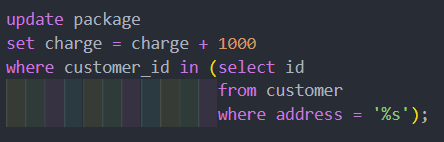 update package
set charge = charge + 1000
where customer_id in (select id
from customer
where address = '%s');